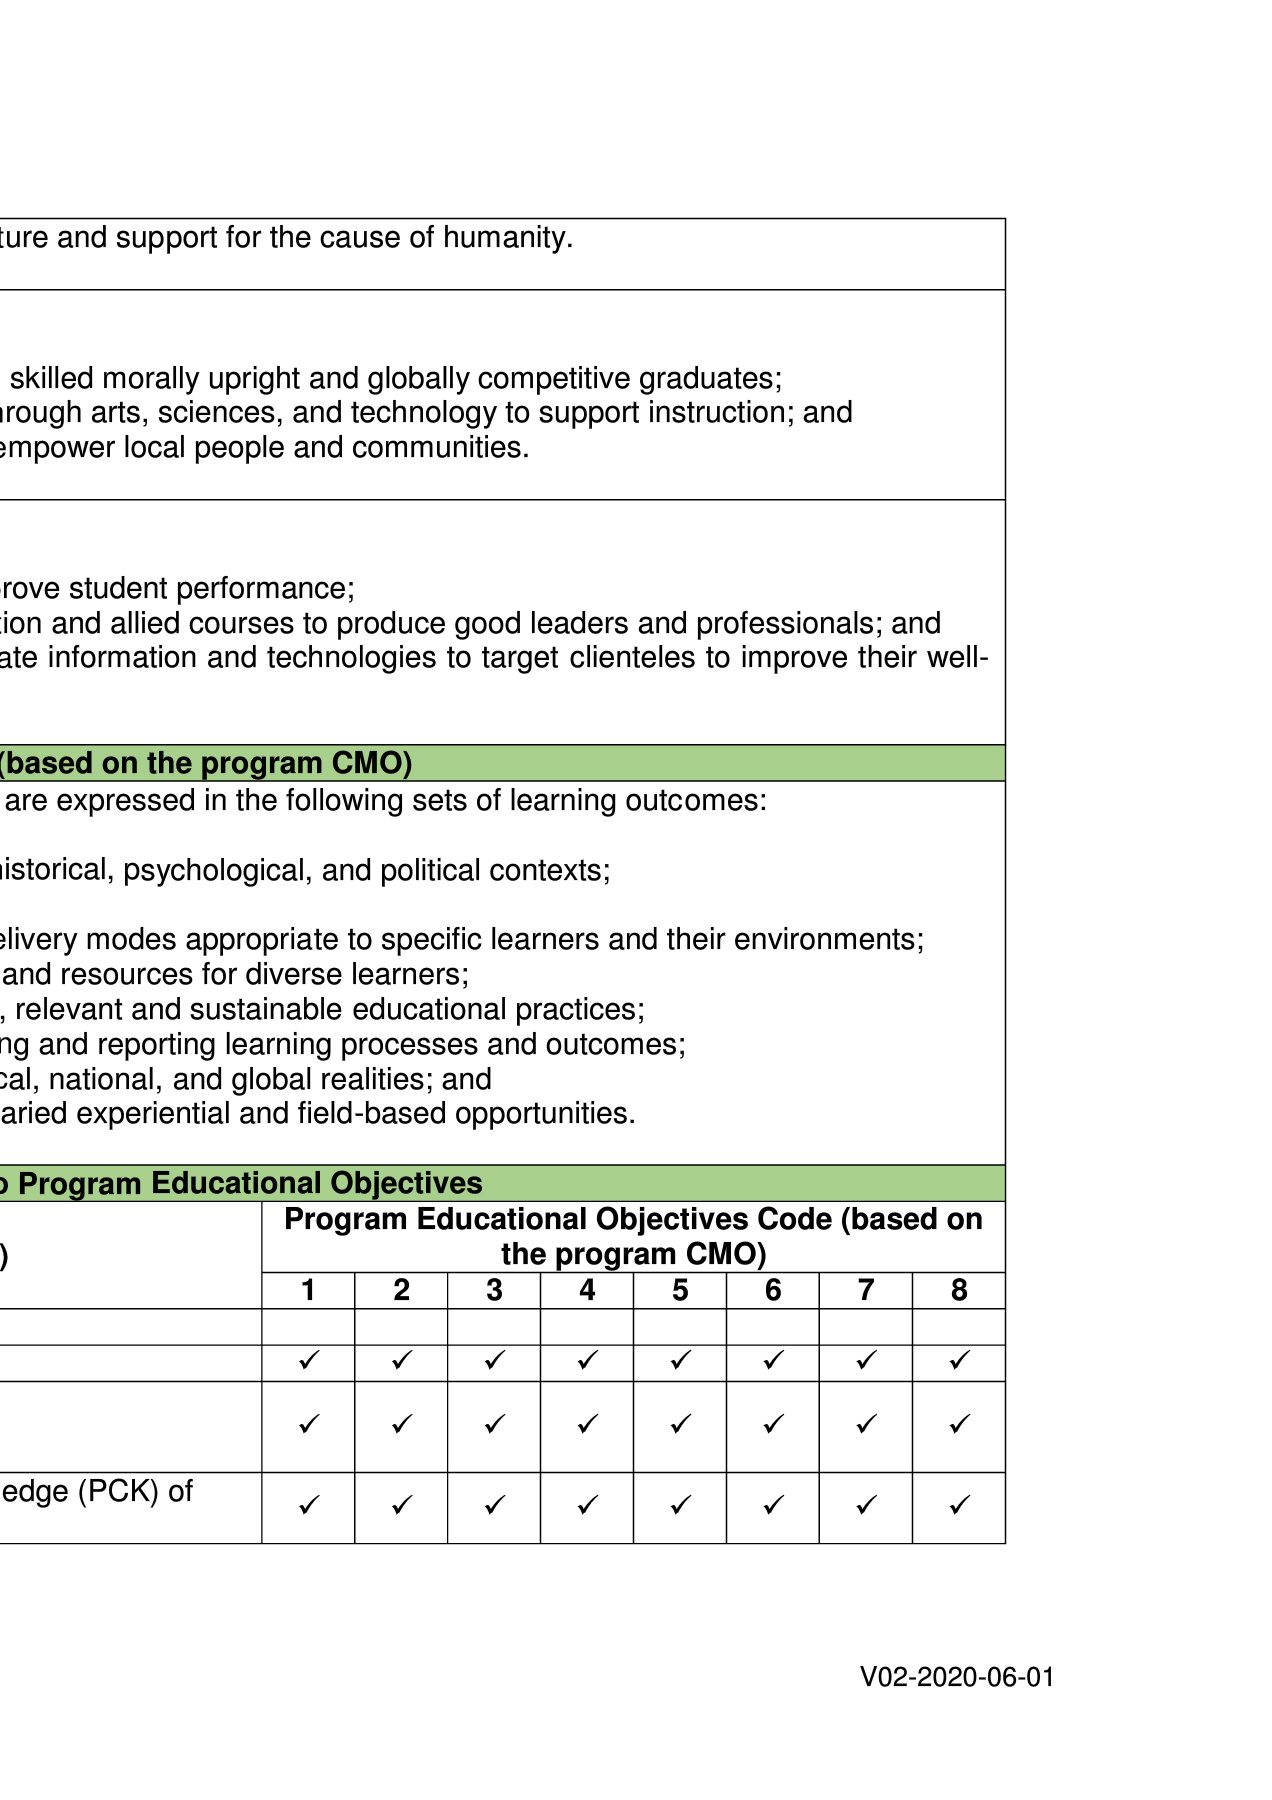 ture and support for the cause of humanity.
skilled morally upright and globally competitive graduates;
hrough arts, sciences, and technology to support instruction; and
empower local people and communities.
rove student performance;
tion and allied courses to produce good leaders and professionals; and
ate information and technologies to target clienteles to improve their well-
(based on the program CMO)
are expressed in the following sets of learning outcomes:
historical, psychological, and political contexts;
elivery modes appropriate to specific learners and their environments;
and resources for diverse learners;
, relevant and sustainable educational practices;
ng and reporting learning processes and outcomes;
cal, national, and global realities; and
aried experiential and field-based opportunities.
o Program Educational Objectives
Program Educational Objectives Code (based on
the program CMO)
)
1 2 3 4 5 6 7 8
✓ ✓ ✓ ✓ ✓ ✓ ✓ ✓
✓ ✓ ✓ ✓ ✓ ✓ ✓ ✓
edge (PCK) of
✓ ✓ ✓ ✓ ✓ ✓ ✓ ✓
V02-2020-06-01